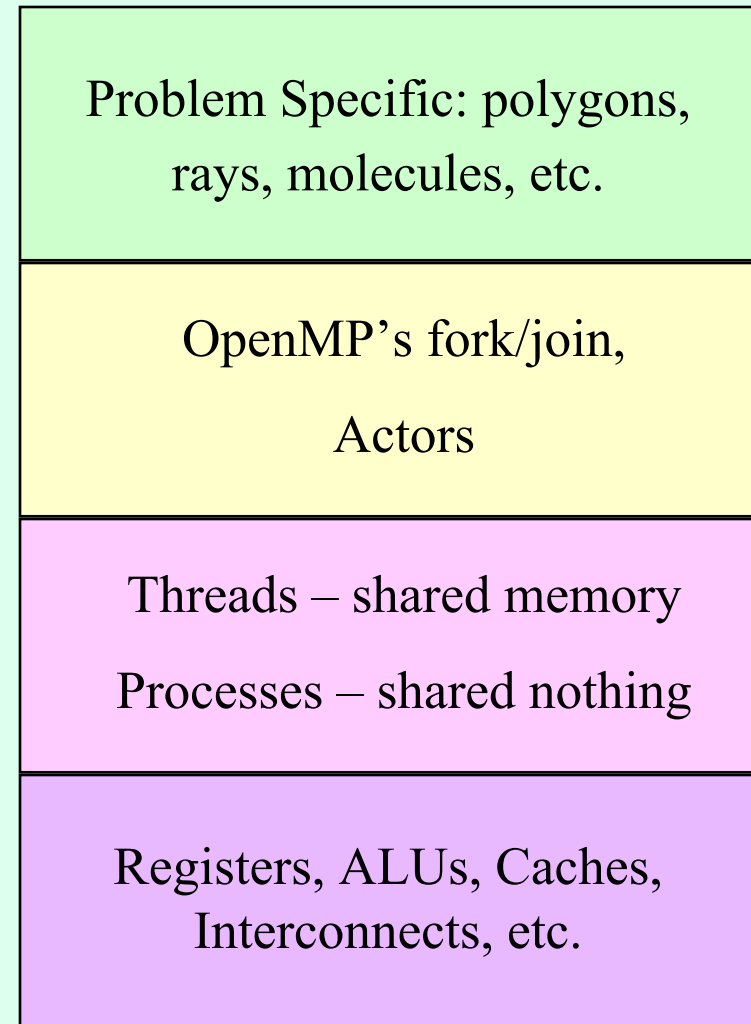 Problem Specific: polygons,
rays, molecules, etc.
OpenMP’s fork/join,
Actors
Threads – shared memory
Processes – shared nothing
Registers, ALUs, Caches,
Interconnects, etc.